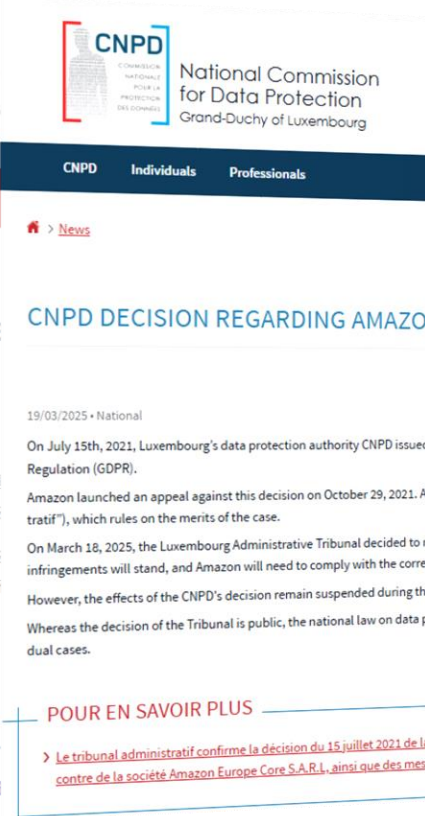 CNPD
COMMISSION
NATIONALE
POUR LA
PROTECTION
DES DONNÉES
National Commission
for Data Protection
Grand-Duchy of Luxembourg
CNPD Individuals Professionals
> News
CNPD DECISION REGARDING AMAZO
19/03/2025 • National
On July 15th, 2021, Luxembourg's data protection authority CNPD issued
Regulation (GDPR).
Amazon launched an appeal against this decision on October 29, 2021. A
tratif"), which rules on the merits of the case.
On March 18, 2025, the Luxembourg Administrative Tribunal decided to r
infringements will stand, and Amazon will need to comply with the corre
However, the effects of the CNPD's decision remain suspended during th
Whereas the decision of the Tribunal is public, the national law on data p
dual cases.
POUR EN SAVOIR PLUS
Le tribunal administratif confirme la décision du 15 juillet 2021 de la
contre de la société Amazon Europe Core S.A.R.L, ainsi que des mes